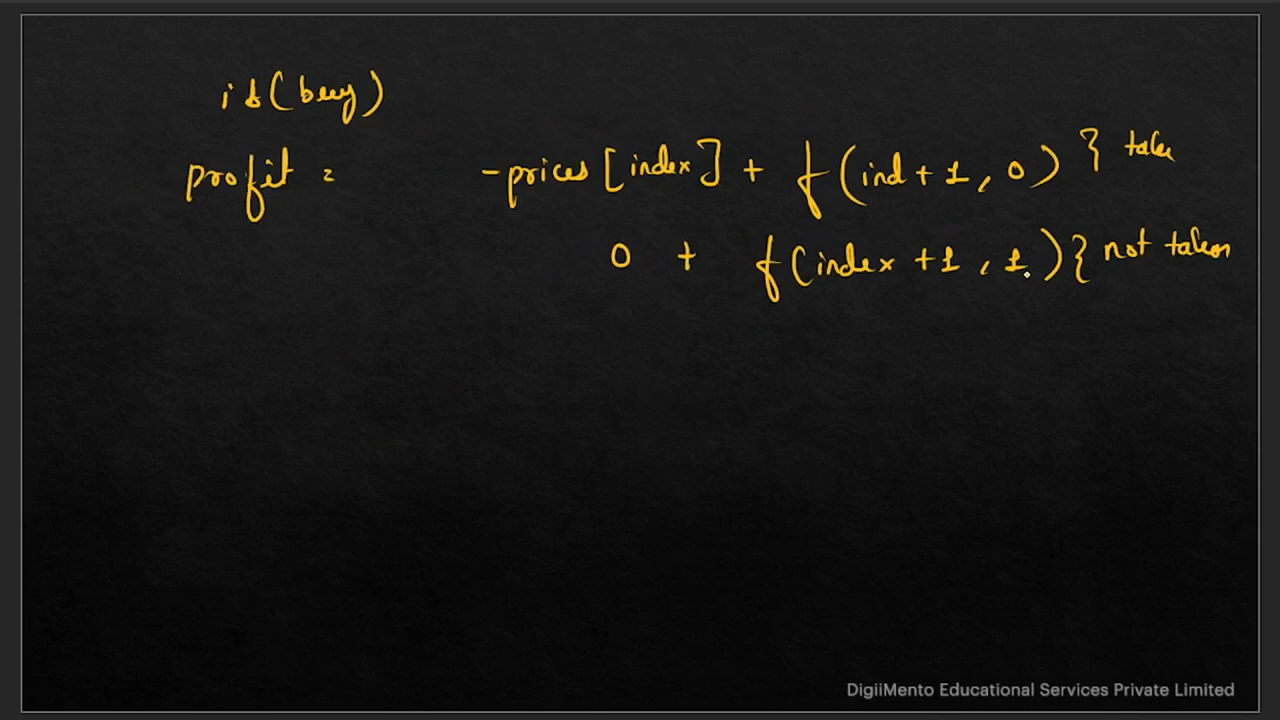 if(buy)
profit = -prices[index] + f(ind+1, 0) } take
0 + f(index +1, 1) } not taken
DigiiMento Educational Services Private Limited